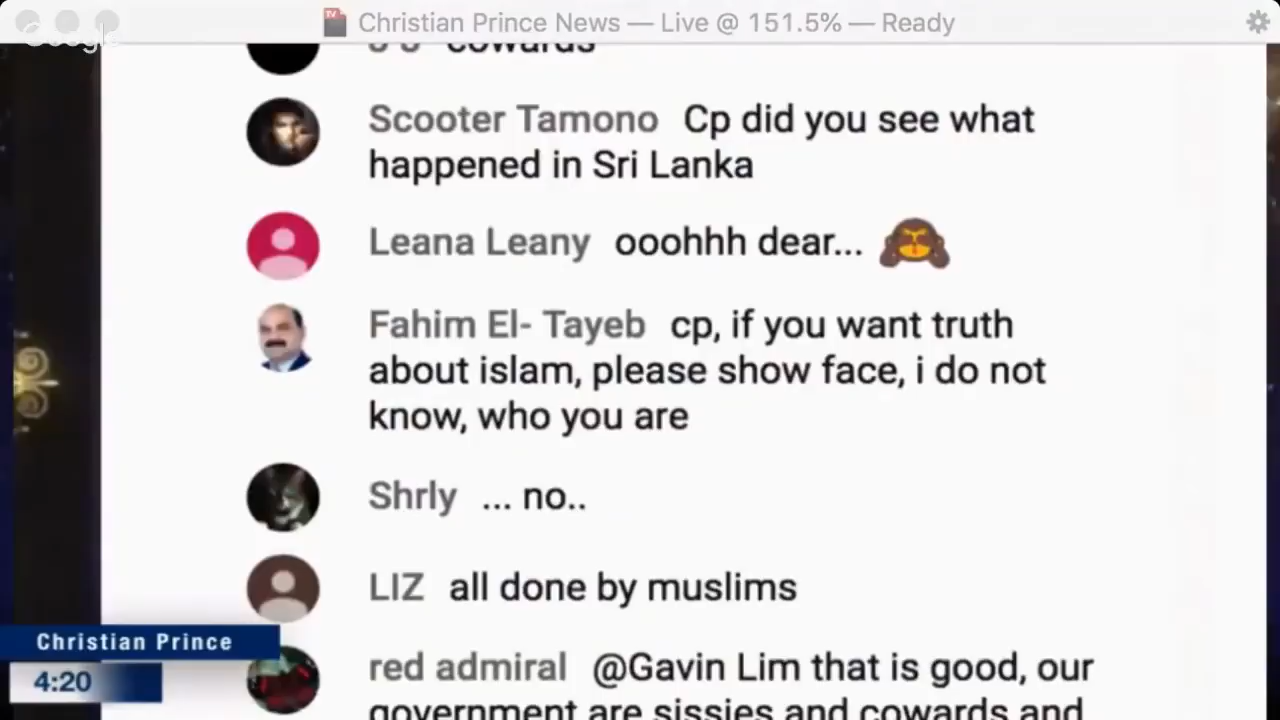 Christian Prince News — Live @ 151.5% — Ready
Google
cowards
Scooter Tamono Cp did you see what
happened in Sri Lanka
Leana Leany ooohhh dear...
Fahim El- Tayeb cp, if you want truth
about islam, please show face, i do not
know, who you are
Shrly ... no..
LIZ all done by muslims
Christian Prince
4:20
red admiral @Gavin Lim that is good, our
government are sissies and cowards and